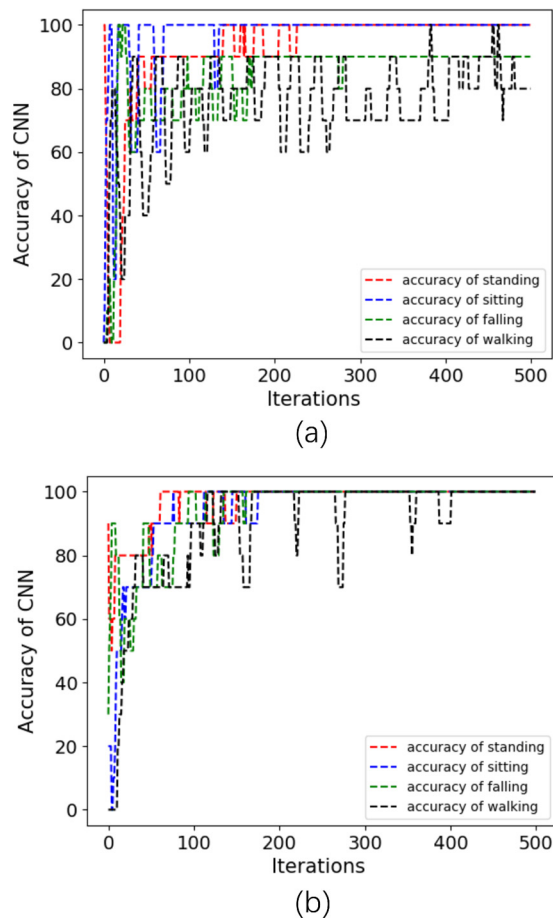 100
80
60
40
20
0
Accuracy of CNN
accuracy of standing
accuracy of sitting
accuracy of falling
accuracy of walking
0 100 200 300 400 500
Iterations
(a)
100
80
60
40
20
0
Accuracy of CNN
accuracy of standing
accuracy of sitting
accuracy of falling
accuracy of walking
0 100 200 300 400 500
Iterations
(b)